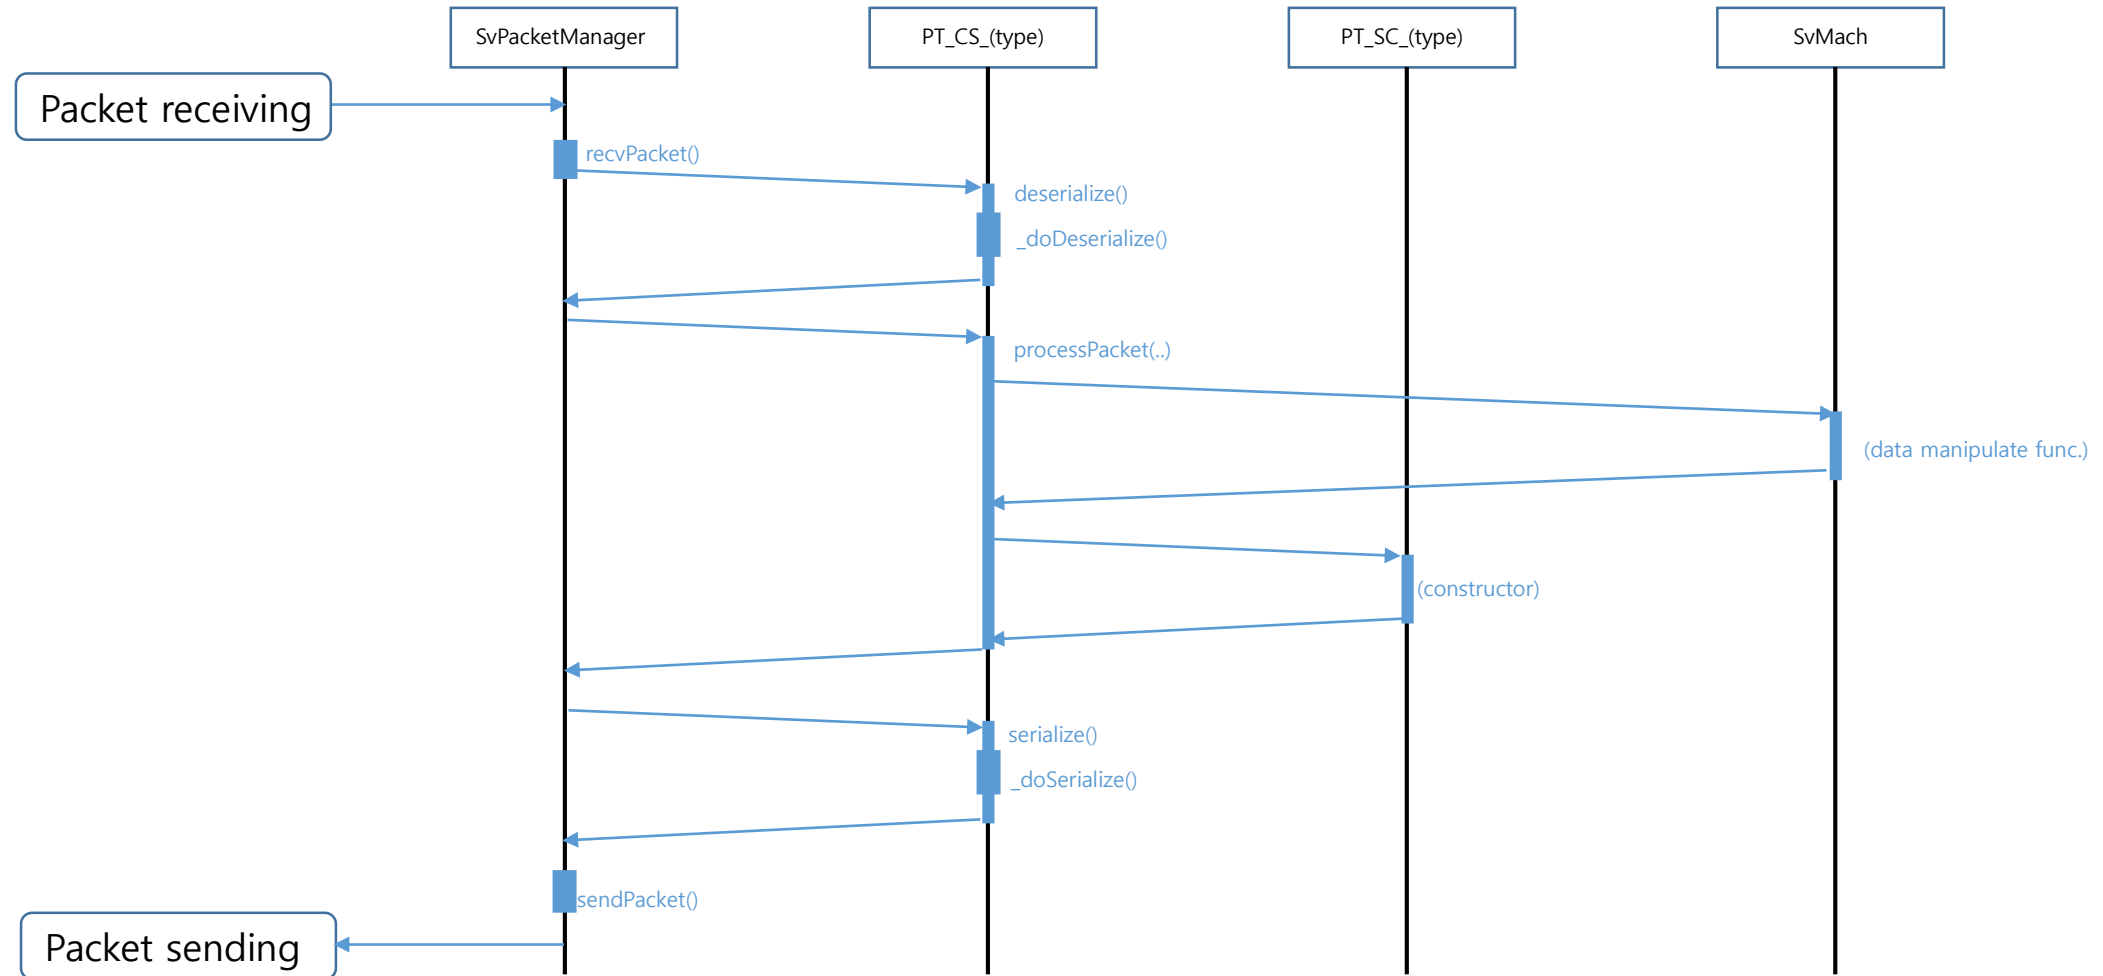 SvPacketManager
PT_CS_(type)
PT_SC_(type)
SvMach
Packet receiving
recvPacket()
deserialize()
_doDeserialize()
processPacket(..)
(data manipulate func.)
(constructor)
serialize()
_doSerialize()
sendPacket()
Packet sending